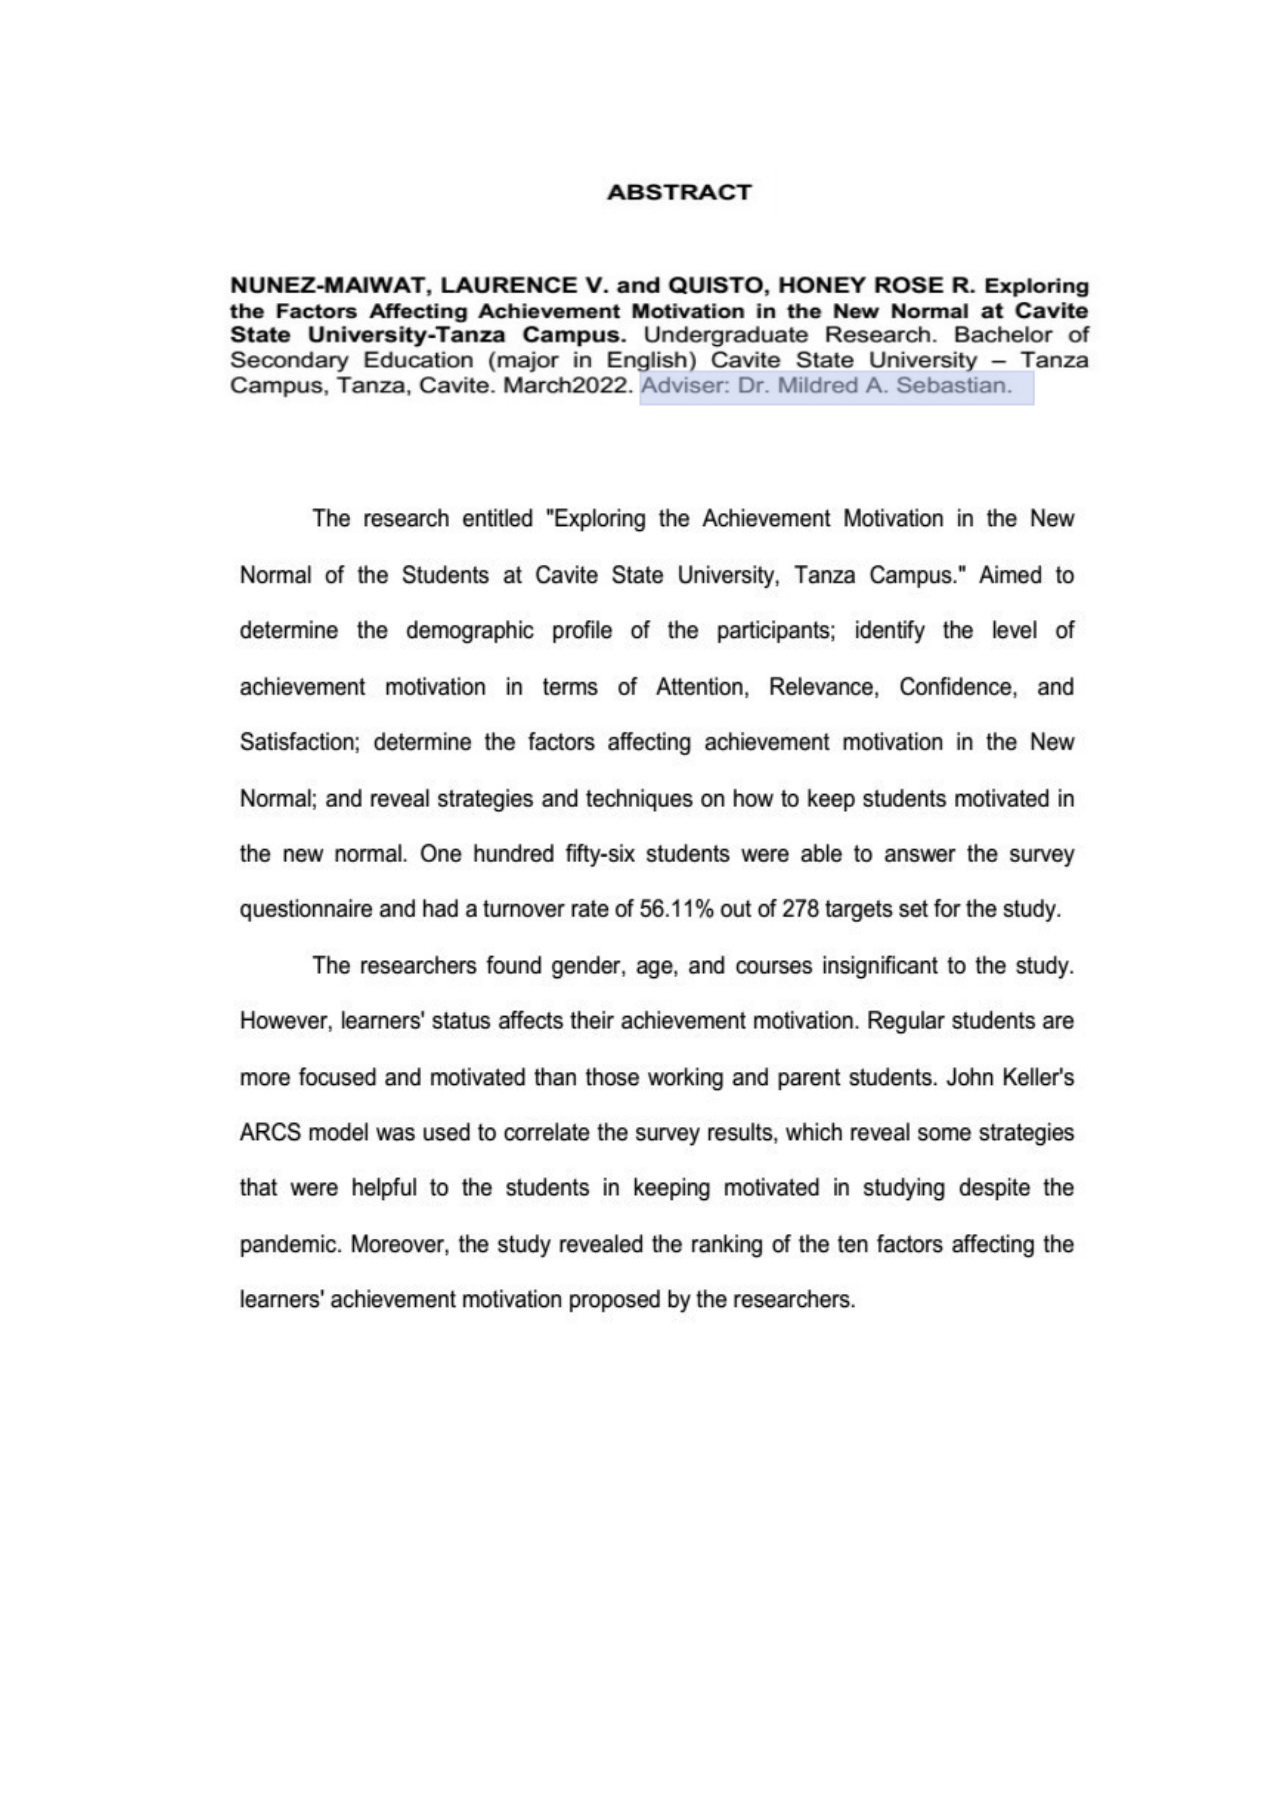 ABSTRACT
NUNEZ-MAIWAT, LAURENCE V. and QUISTO, HONEY ROSE R. Exploring
the Factors Affecting Achievement Motivation in the New Normal at Cavite
State University-Tanza Campus. Undergraduate Research. Bachelor of
Secondary Education (major in English) Cavite State University – Tanza
Campus, Tanza, Cavite. March2022. Adviser: Dr. Mildred A. Sebastian.
The research entitled "Exploring the Achievement Motivation in the New
Normal of the Students at Cavite State University, Tanza Campus." Aimed to
determine the demographic profile of the participants; identify the level of
achievement motivation in terms of Attention, Relevance, Confidence, and
Satisfaction; determine the factors affecting achievement motivation in the New
Normal; and reveal strategies and techniques on how to keep students motivated in
the new normal. One hundred fifty-six students were able to answer the survey
questionnaire and had a turnover rate of 56.11% out of 278 targets set for the study.
The researchers found gender, age, and courses insignificant to the study.
However, learners' status affects their achievement motivation. Regular students are
more focused and motivated than those working and parent students. John Keller's
ARCS model was used to correlate the survey results, which reveal some strategies
that were helpful to the students in keeping motivated in studying despite the
pandemic. Moreover, the study revealed the ranking of the ten factors affecting the
learners' achievement motivation proposed by the researchers.